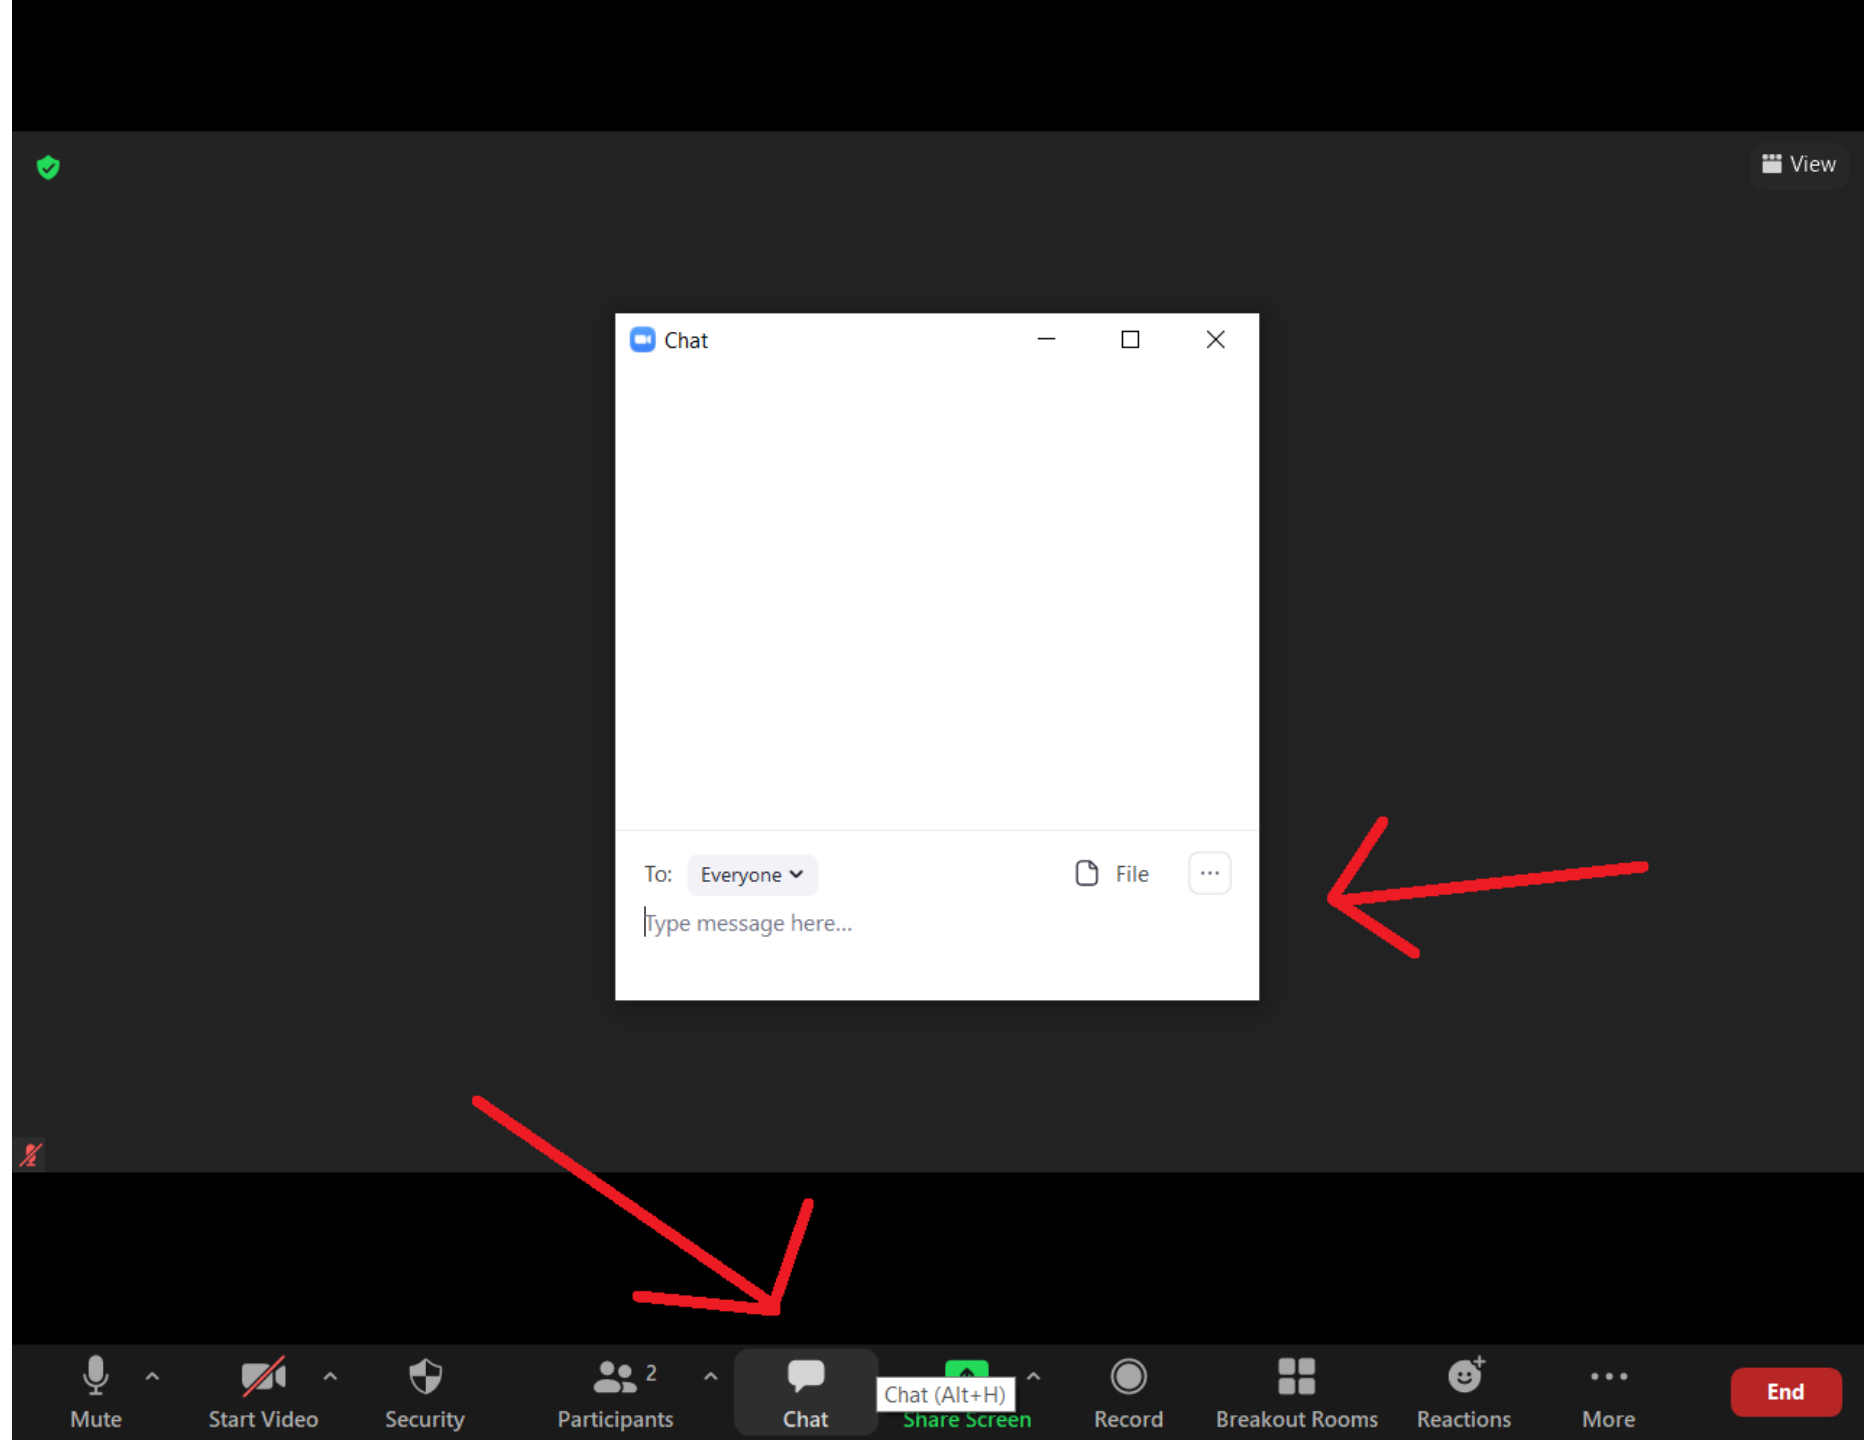 View
Chat
To: Everyone File
Type message here...
Chat (Alt+H)
2
Mute Start Video Security Participants Chat Share Screen Record Breakout Rooms Reactions More End